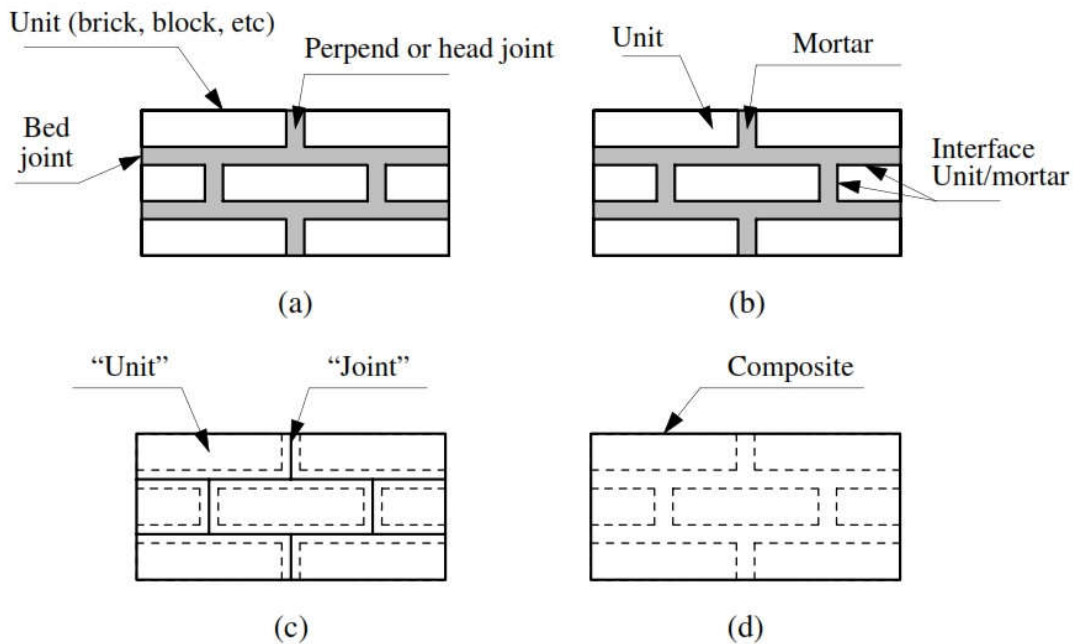 Unit (brick, block, etc)
Perpend or head joint
Bed
joint
(a)
Unit
Mortar
Interface
Unit/mortar
(b)
“Unit”
“Joint”
(c)
Composite
(d)